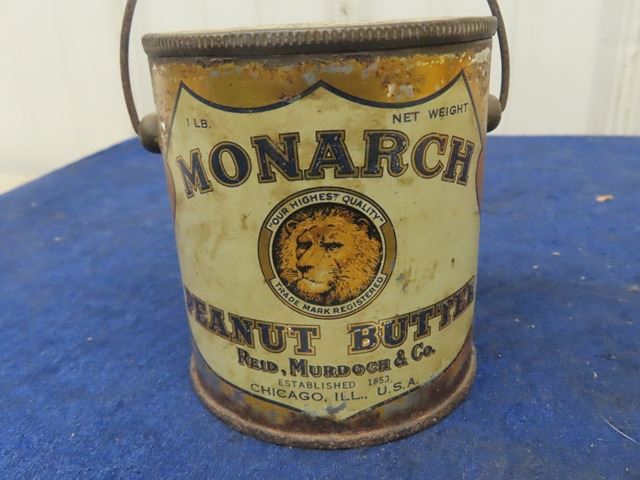 1 LB. NET WEIGHT
MONARCH
"OUR HIGHEST QUALITY"
TRADE MARK REGISTERED
PEANUT BUTTER
REID, MURDOCH & CO.
ESTABLISHED 1853
CHICAGO, ILL., U.S.A.